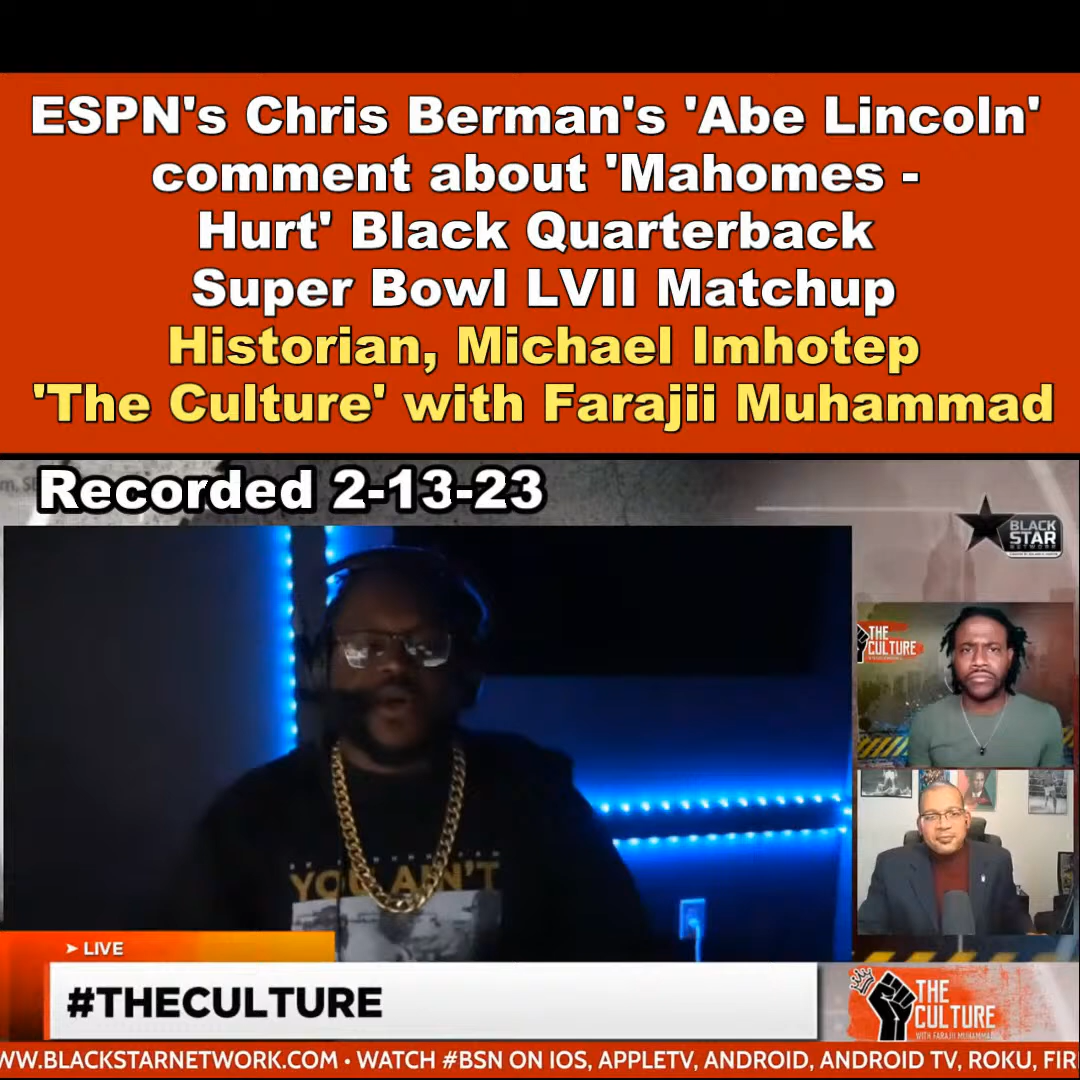 ESPN's Chris Berman's 'Abe Lincoln'
comment about 'Mahomes -
Hurt' Black Quarterback
Super Bowl LVII Matchup
Historian, Michael Imhotep
'The Culture' with Farajii Muhammad
Recorded 2-13-23
BLACK
STAR
NETWORK
THE
CULTURE
YOU AIN'T
➤ LIVE
#THECULTURE
THE
CULTURE
WITH FARAJII MUHAMMAD
WWW.BLACKSTARNETWORK.COM • WATCH #BSN ON IOS, APPLETV, ANDROID, ANDROID TV, ROKU, FIR